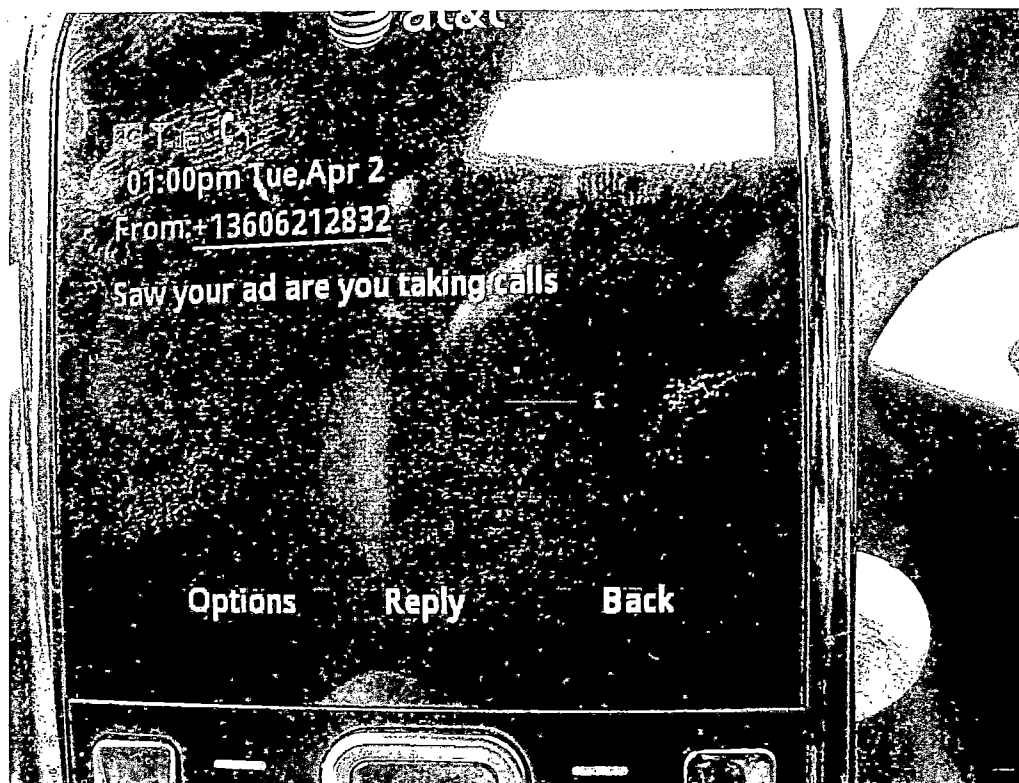 at&t
01:00pm Tue,Apr 2
From:+13606212832
Saw your ad are you taking calls
Options Reply Back